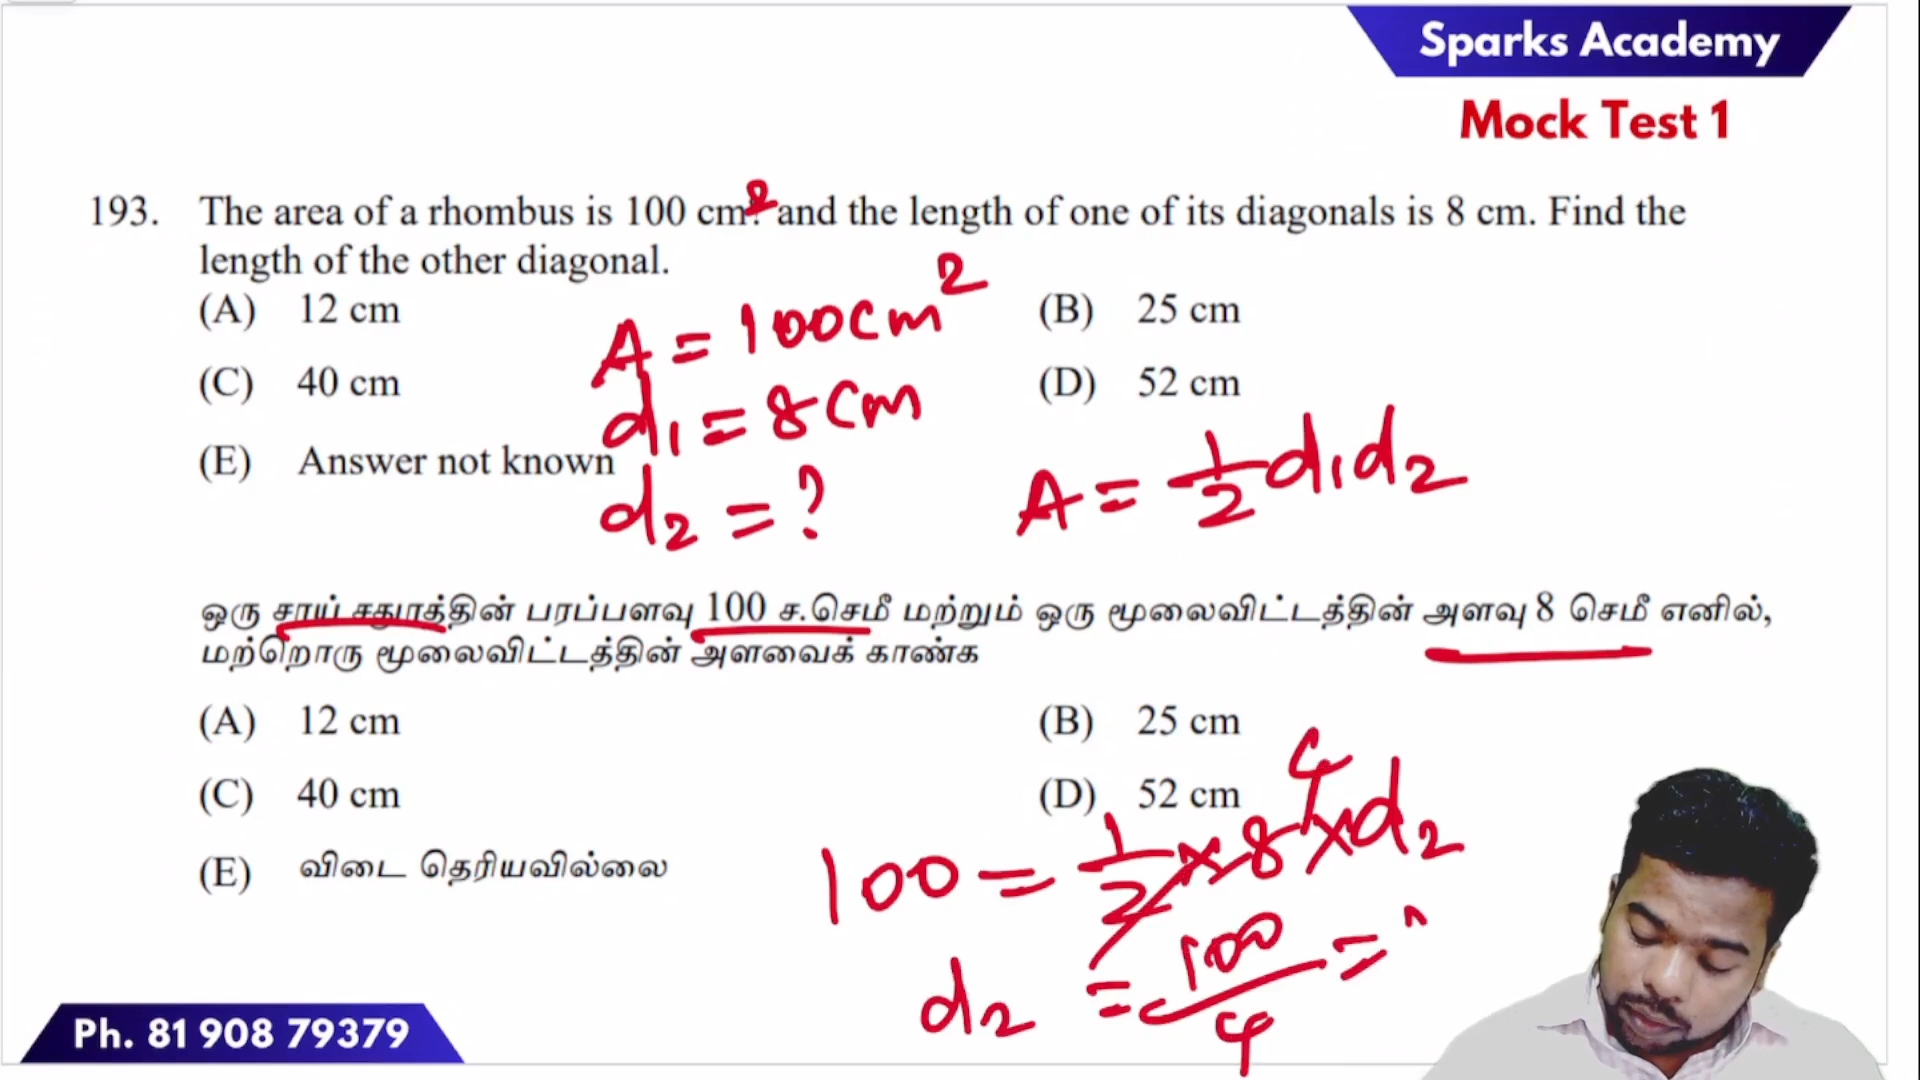 Sparks Academy
Mock Test 1
193. The area of a rhombus is 100 cm² and the length of one of its diagonals is 8 cm. Find the
length of the other diagonal.
(A) 12 cm
(B) 25 cm
(C) 40 cm
(D) 52 cm
(E) Answer not known
A = 100cm²
d₁ = 8cm
d₂ = ?
A = 1/2 d₁d₂
ஒரு சாய் சதுரத்தின் பரப்பளவு 100 ச.செமீ மற்றும் ஒரு மூலைவிட்டத்தின் அளவு 8 செமீ எனில்,
மற்றொரு மூலைவிட்டத்தின் அளவைக் காண்க
(A) 12 cm
(B) 25 cm
(C) 40 cm
(D) 52 cm
(E) விடை தெரியவில்லை
4
100 = 1/2 × 8 × d₂
d₂ = 100/4 =
Ph. 81 908 79379